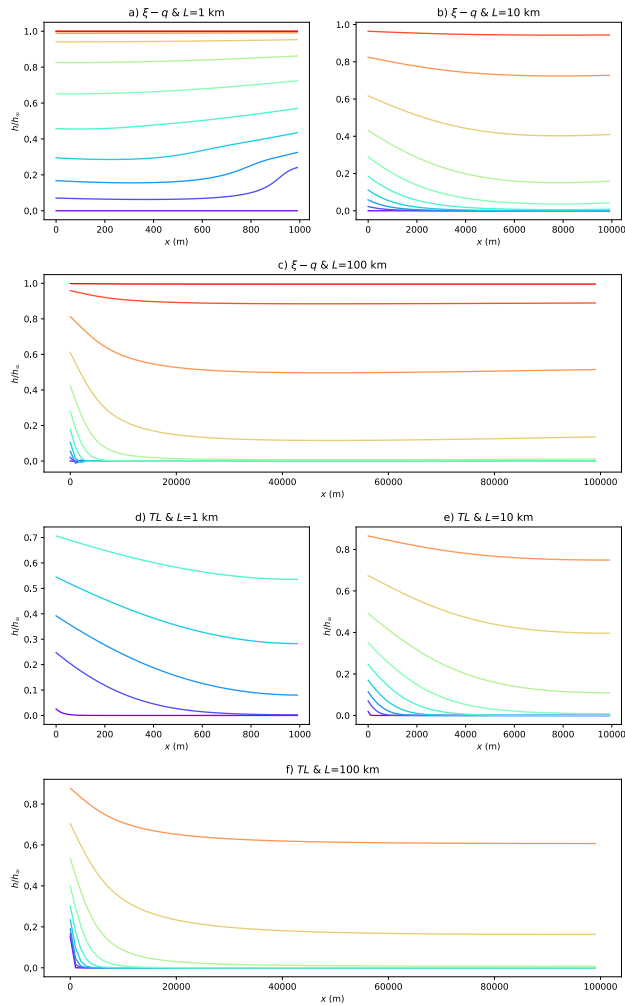 a) ξ − q & L=1 km
h/h∞
1.0
0.8
0.6
0.4
0.2
0.0
0 200 400 600 800 1000
x (m)
b) ξ − q & L=10 km
h/h∞
1.0
0.8
0.6
0.4
0.2
0.0
0 2000 4000 6000 8000 10000
x (m)
c) ξ − q & L=100 km
h/h∞
1.0
0.8
0.6
0.4
0.2
0.0
0 20000 40000 60000 80000 100000
x (m)
d) TL & L=1 km
h/h∞
0.7
0.6
0.5
0.4
0.3
0.2
0.1
0.0
0 200 400 600 800 1000
x (m)
e) TL & L=10 km
h/h∞
0.8
0.6
0.4
0.2
0.0
0 2000 4000 6000 8000 10000
x (m)
f) TL & L=100 km
h/h∞
0.8
0.6
0.4
0.2
0.0
0 20000 40000 60000 80000 100000
x (m)